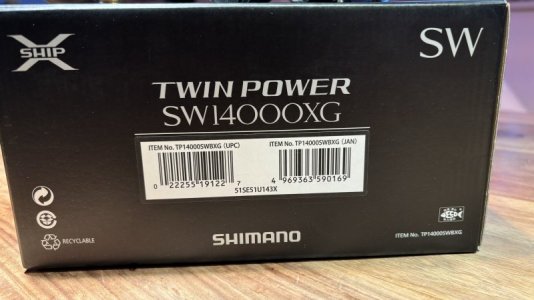 X
SHIP
SW
TWIN POWER
SW14000XG
ITEM No. TP14000SWBXG (UPC)
ITEM No. TP14000SWBXG (JAN)
0 22255 19122 7
4 969363 590169
S1SE51U143X
RECYCLABLE
SHIMANO
ITEM No. TP14000SWBXG